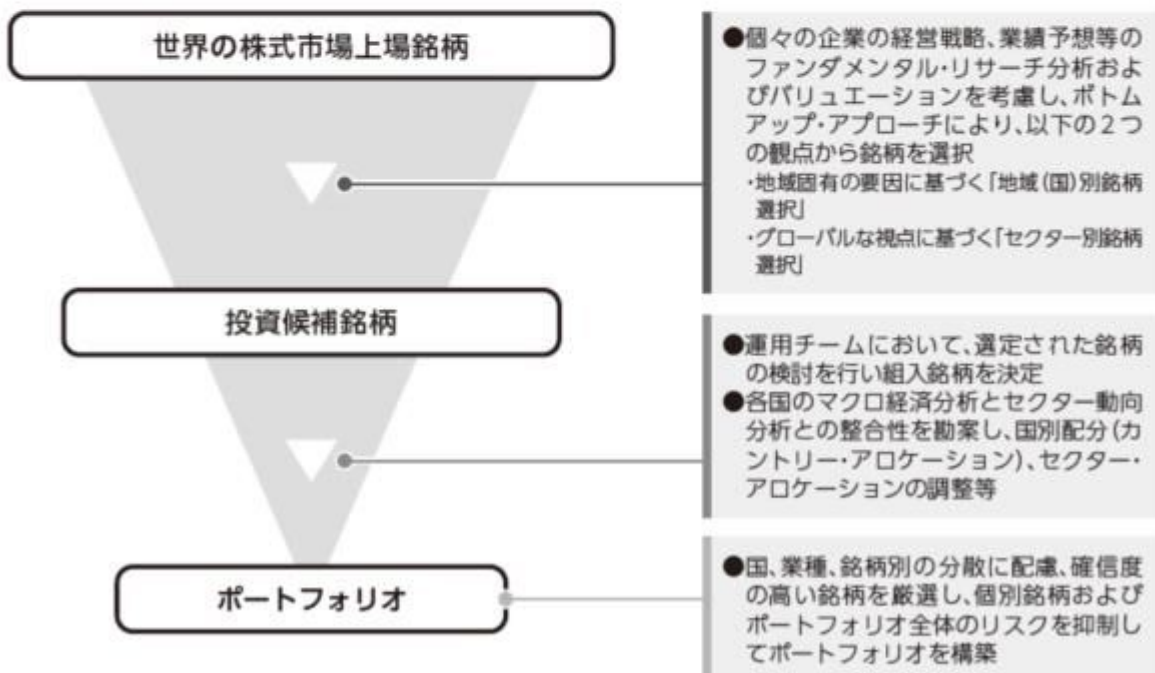 世界の株式市場上場銘柄
●個々の企業の経営戦略、業績予想等の
ファンダメンタル・リサーチ分析およ
びバリュエーションを考慮し、ボトム
アップ・アプローチにより、以下の2つ
の観点から銘柄を選択
・地域固有の要因に基づく「地域(国)別銘柄
選択」
・グローバルな視点に基づく「セクター別銘柄
選択」
投資候補銘柄
●運用チームにおいて、選定された銘柄
の検討を行い組入銘柄を決定
●各国のマクロ経済分析とセクター動向
分析との整合性を勘案し、国別配分(カ
ントリー・アロケーション)、セクター・
アロケーションの調整等
ポートフォリオ
●国、業種、銘柄別の分散に配慮、確信度
の高い銘柄を厳選し、個別銘柄および
ポートフォリオ全体のリスクを抑制し
てポートフォリオを構築